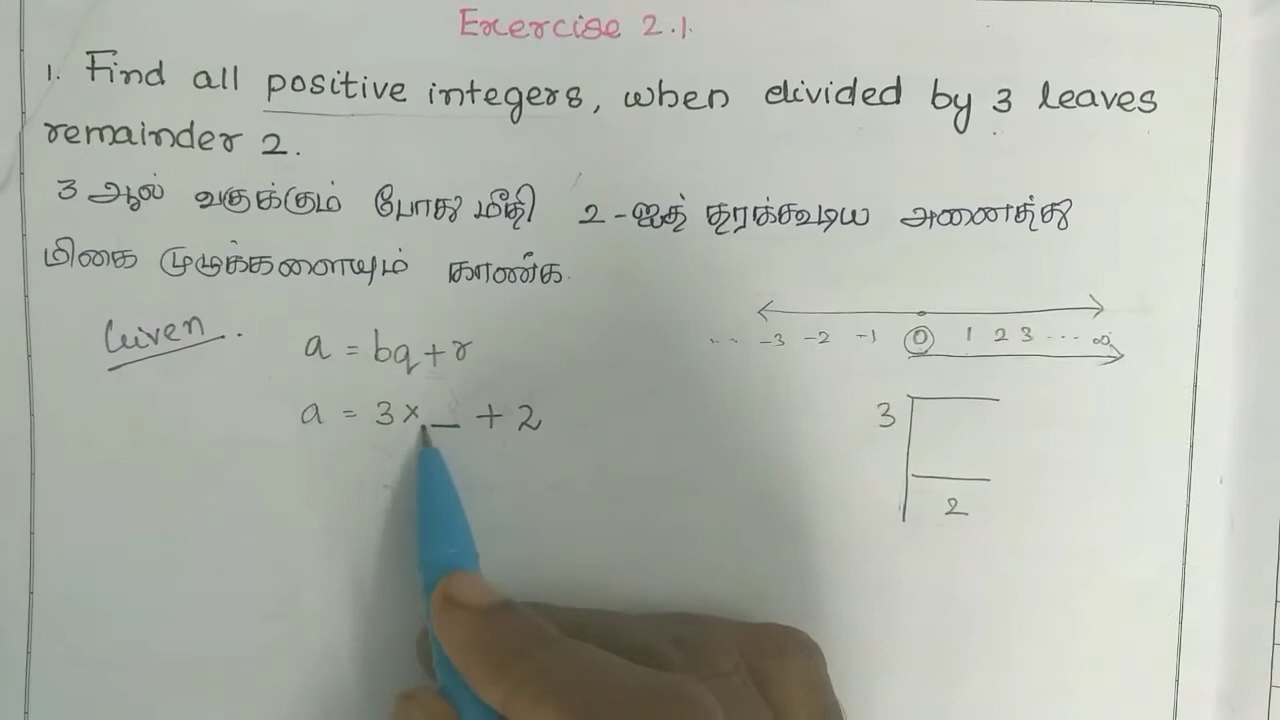 Exercise 2.1.
1. Find all positive integers, when divided by 3 leaves
remainder 2.
3 ஆல் வகுக்கும் போது மீதி 2-ஐத் தரக்கூடிய அனைத்து
மிகை முழுக்களையும் காண்க.
Given.
a = bq+r
... -3 -2 -1 0 1 2 3 ... ∞
a = 3×_ + 2
3
2